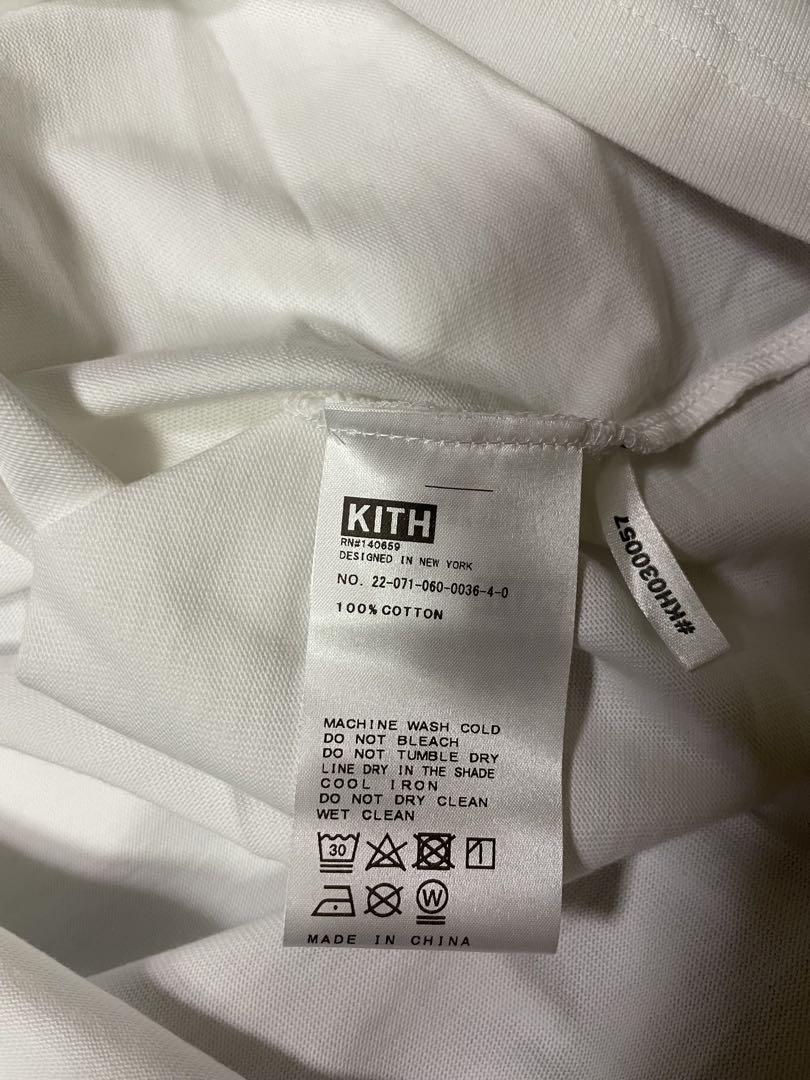 KITH
RN#140659
DESIGNED IN NEW YORK
NO. 22-071-060-0036-4-0
100% COTTON
MACHINE WASH COLD
DO NOT BLEACH
DO NOT TUMBLE DRY
LINE DRY IN THE SHADE
COOL IRON
DO NOT DRY CLEAN
WET CLEAN
30
W
MADE IN CHINA
#KH030057